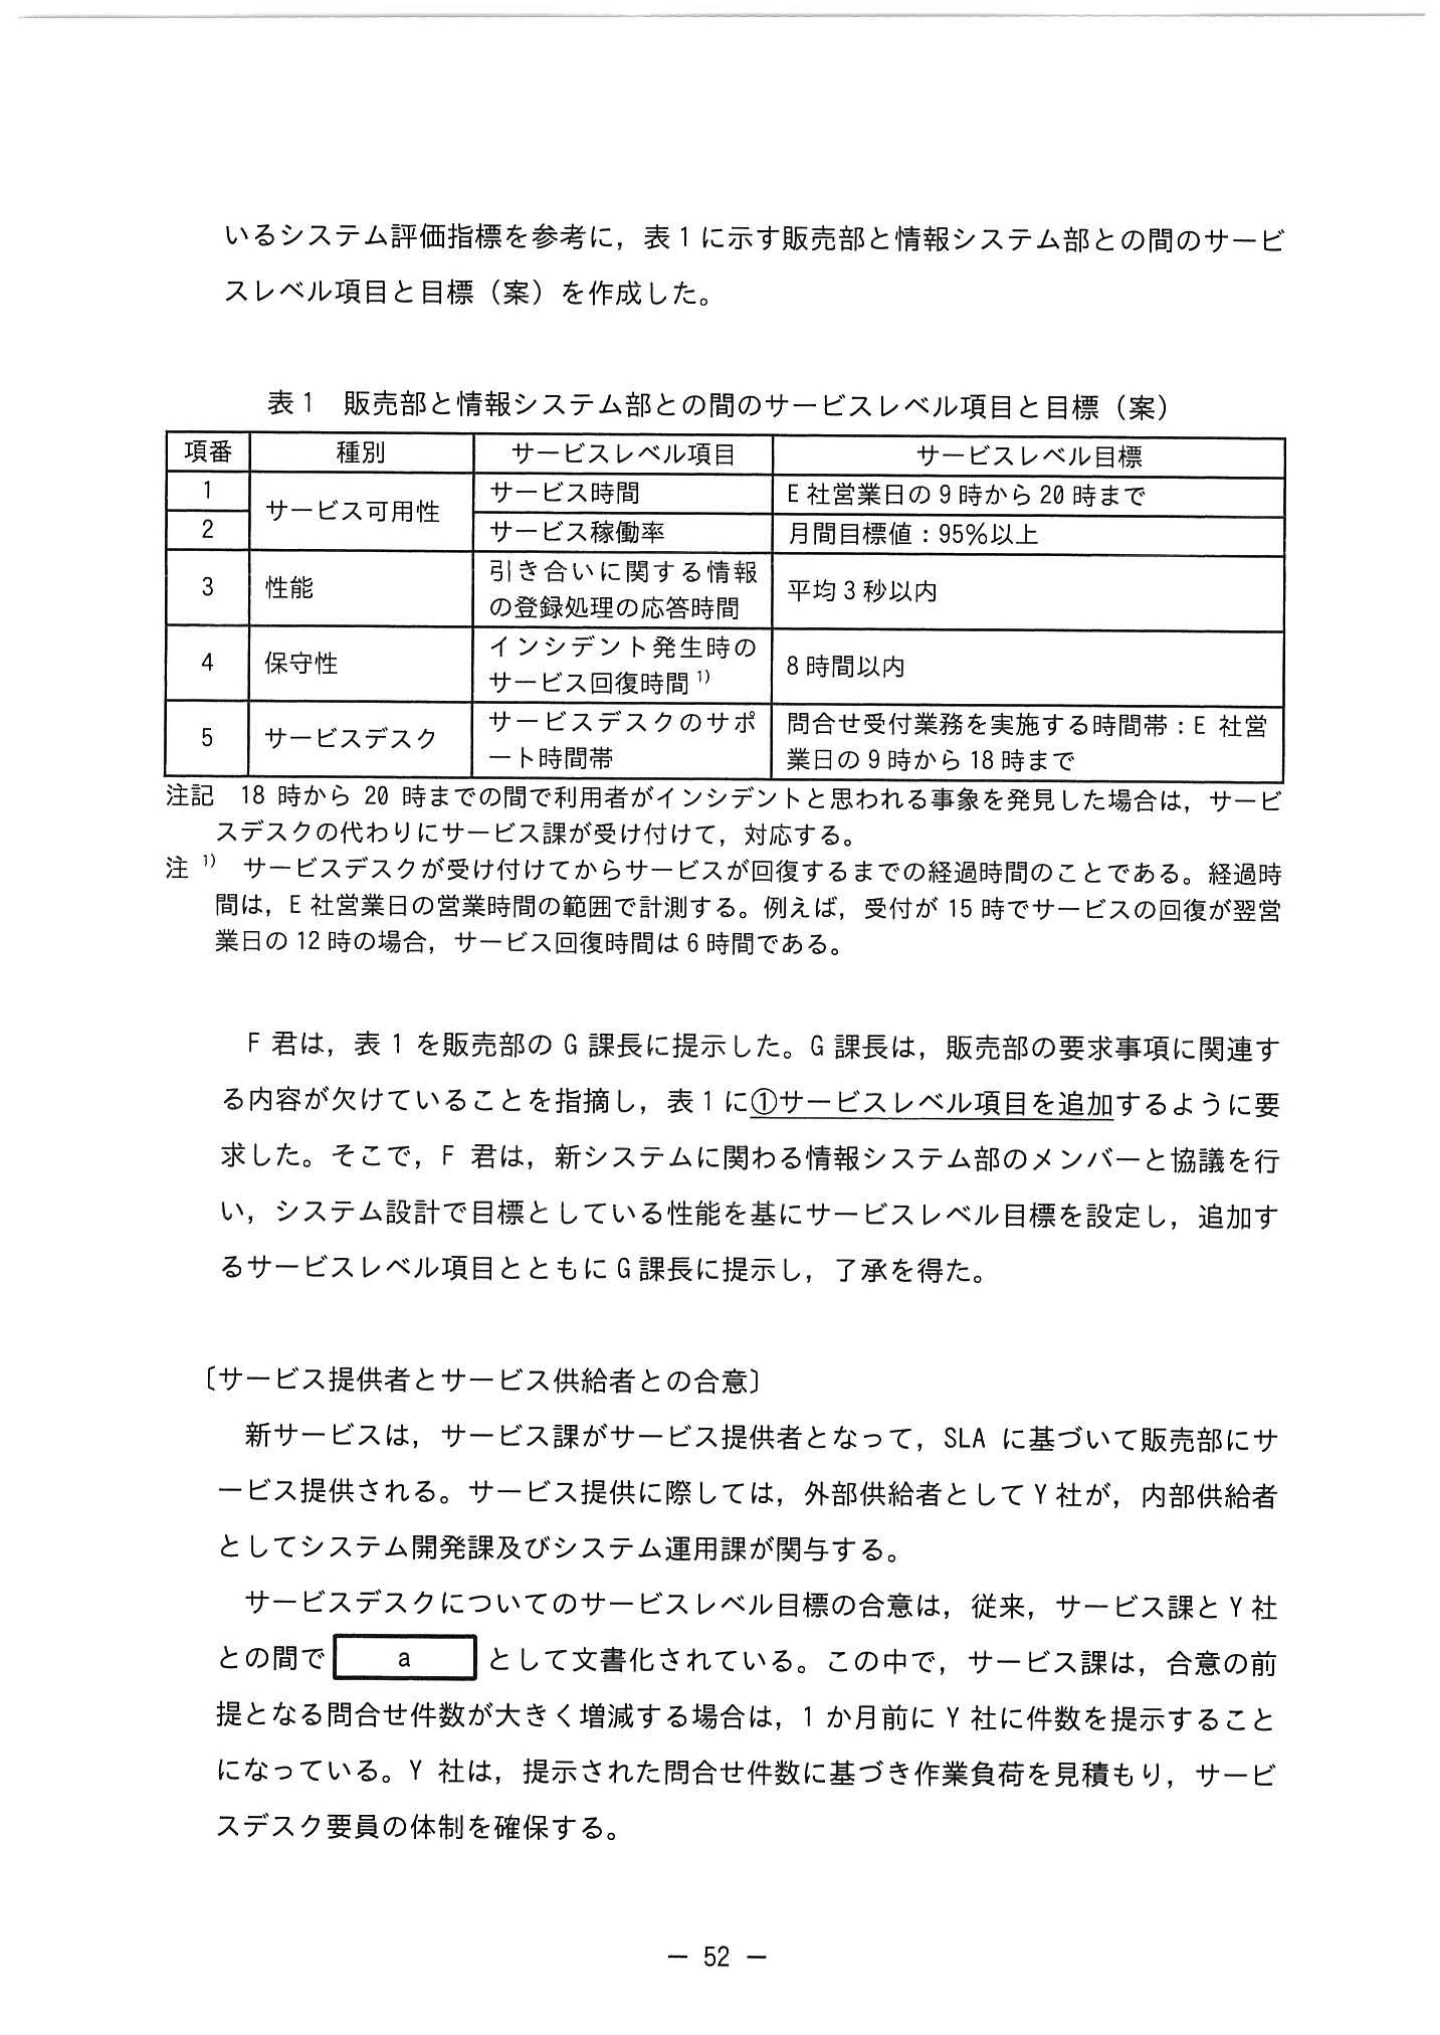 いるシステム評価指標を参考に，表1に示す販売部と情報システム部との間のサービ
スレベル項目と目標（案）を作成した。
表1　販売部と情報システム部との間のサービスレベル項目と目標（案）
項番 種別 サービスレベル項目 サービスレベル目標
1 サービス可用性 サービス時間 E社営業日の9時から20時まで
2 サービス稼働率 月間目標値：95%以上
3 性能 引き合いに関する情報
の登録処理の応答時間 平均3秒以内
4 保守性 インシデント発生時の
サービス回復時間1) 8時間以内
5 サービスデスク サービスデスクのサポ
ート時間帯 問合せ受付業務を実施する時間帯：E 社営
業日の9時から18時まで
注記　18 時から 20 時までの間で利用者がインシデントと思われる事象を発見した場合は，サービ
スデスクの代わりにサービス課が受け付けて，対応する。
注1)　サービスデスクが受け付けてからサービスが回復するまでの経過時間のことである。経過時
間は，E 社営業日の営業時間の範囲で計測する。例えば，受付が15時でサービスの回復が翌営
業日の12時の場合，サービス回復時間は6時間である。
F 君は，表 1 を販売部の G 課長に提示した。G 課長は，販売部の要求事項に関連す
る内容が欠けていることを指摘し，表1に①サービスレベル項目を追加するように要
求した。そこで，F 君は，新システムに関わる情報システム部のメンバーと協議を行
い，システム設計で目標としている性能を基にサービスレベル目標を設定し，追加す
るサービスレベル項目とともにG課長に提示し，了承を得た。
〔サービス提供者とサービス供給者との合意〕
新サービスは，サービス課がサービス提供者となって，SLA に基づいて販売部にサ
ービス提供される。サービス提供に際しては，外部供給者としてY社が，内部供給者
としてシステム開発課及びシステム運用課が関与する。
サービスデスクについてのサービスレベル目標の合意は，従来，サービス課とY社
との間で a として文書化されている。この中で，サービス課は，合意の前
提となる問合せ件数が大きく増減する場合は，1 か月前に Y 社に件数を提示すること
になっている。Y 社は，提示された問合せ件数に基づき作業負荷を見積もり，サービ
スデスク要員の体制を確保する。
－ 52 －